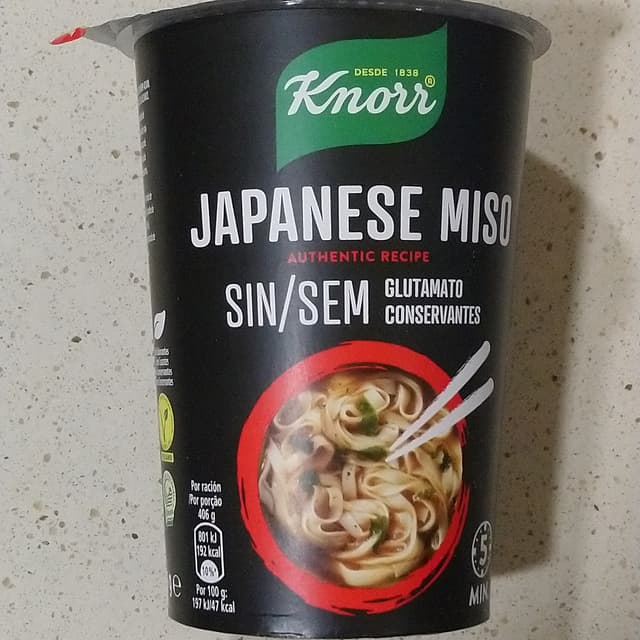 DESDE 1838
Knorr®
JAPANESE MISO
AUTHENTIC RECIPE
SIN/SEM
GLUTAMATO
CONSERVANTES
Por ración
/Por porção
406 g
801 kJ
192 kcal
10%*
Por 100 g:
197 kJ/47 kcal
5
MIN
e